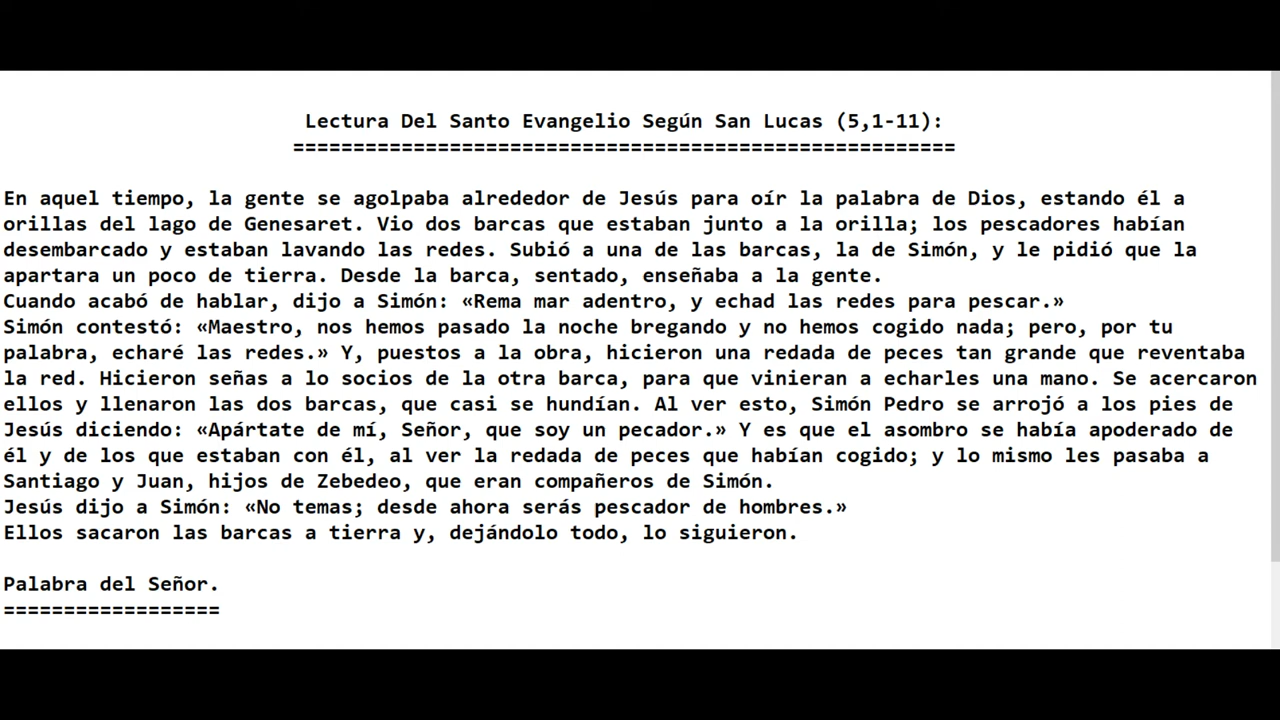 Lectura Del Santo Evangelio Según San Lucas (5,1-11):
=======================================================
En aquel tiempo, la gente se agolpaba alrededor de Jesús para oír la palabra de Dios, estando él a
orillas del lago de Genesaret. Vio dos barcas que estaban junto a la orilla; los pescadores habían
desembarcado y estaban lavando las redes. Subió a una de las barcas, la de Simón, y le pidió que la
apartara un poco de tierra. Desde la barca, sentado, enseñaba a la gente.
Cuando acabó de hablar, dijo a Simón: «Rema mar adentro, y echad las redes para pescar.»
Simón contestó: «Maestro, nos hemos pasado la noche bregando y no hemos cogido nada; pero, por tu
palabra, echaré las redes.» Y, puestos a la obra, hicieron una redada de peces tan grande que reventaba
la red. Hicieron señas a lo socios de la otra barca, para que vinieran a echarles una mano. Se acercaron
ellos y llenaron las dos barcas, que casi se hundían. Al ver esto, Simón Pedro se arrojó a los pies de
Jesús diciendo: «Apártate de mí, Señor, que soy un pecador.» Y es que el asombro se había apoderado de
él y de los que estaban con él, al ver la redada de peces que habían cogido; y lo mismo les pasaba a
Santiago y Juan, hijos de Zebedeo, que eran compañeros de Simón.
Jesús dijo a Simón: «No temas; desde ahora serás pescador de hombres.»
Ellos sacaron las barcas a tierra y, dejándolo todo, lo siguieron.
Palabra del Señor.
==================